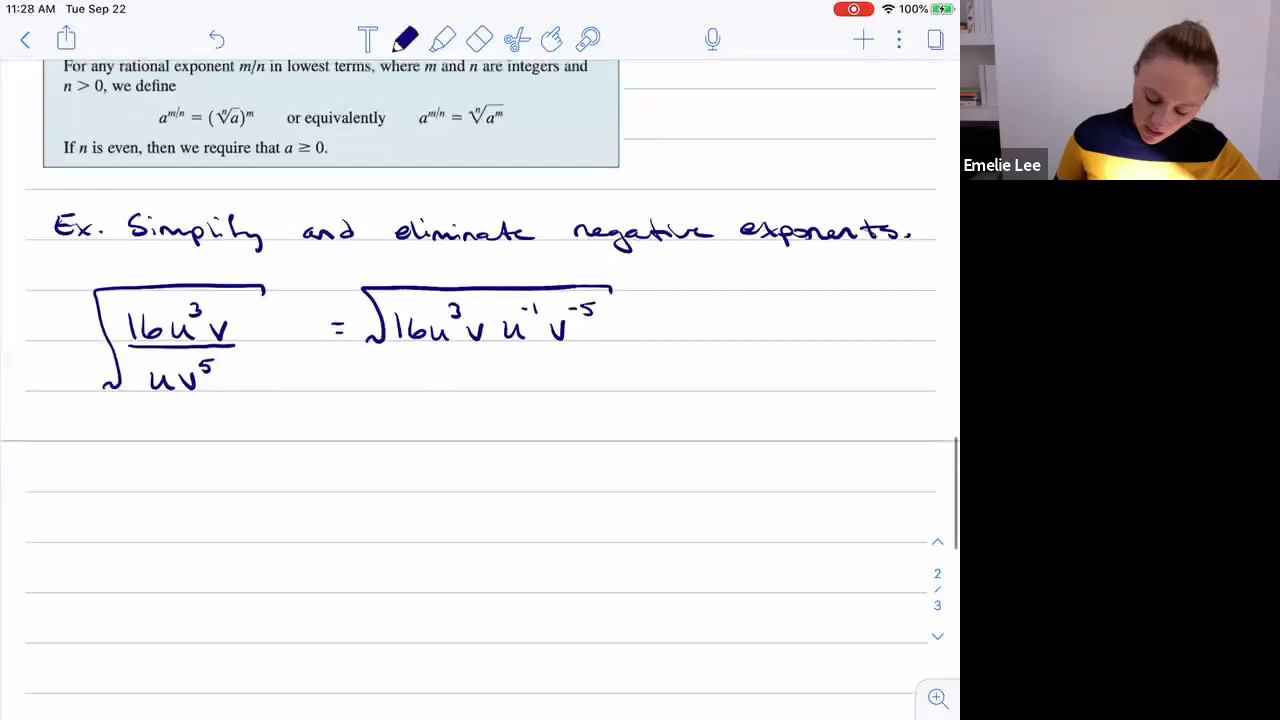 11:28 AM Tue Sep 22
100%
T
For any rational exponent m/n in lowest terms, where m and n are integers and
n > 0, we define
a^{m/n} = (ⁿ√a)^m or equivalently a^{m/n} = ⁿ√(a^m)
If n is even, then we require that a ≥ 0.
Emelie Lee
Ex. Simplify and eliminate negative exponents.
√(16u³v / uv⁵) = √(16u³v u⁻¹ v⁻⁵)
2
/
3